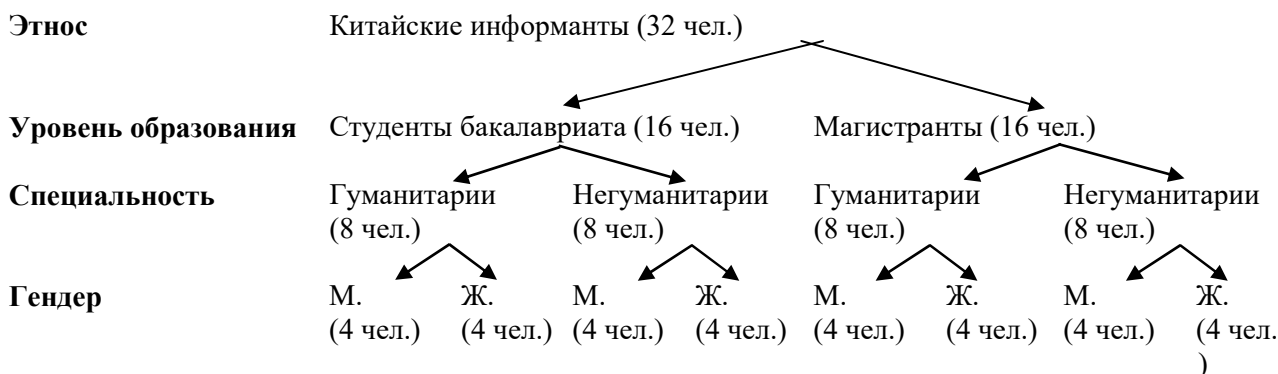 Этнос Китайские информанты (32 чел.)
Уровень образования Студенты бакалавриата (16 чел.) Магистранты (16 чел.)
Специальность Гуманитарии Негуманитарии Гуманитарии Негуманитарии
(8 чел.) (8 чел.) (8 чел.) (8 чел.)
Гендер М. Ж. М. Ж. М. Ж. М. Ж.
(4 чел.) (4 чел.) (4 чел.) (4 чел.) (4 чел.) (4 чел.) (4 чел.) (4 чел.
)